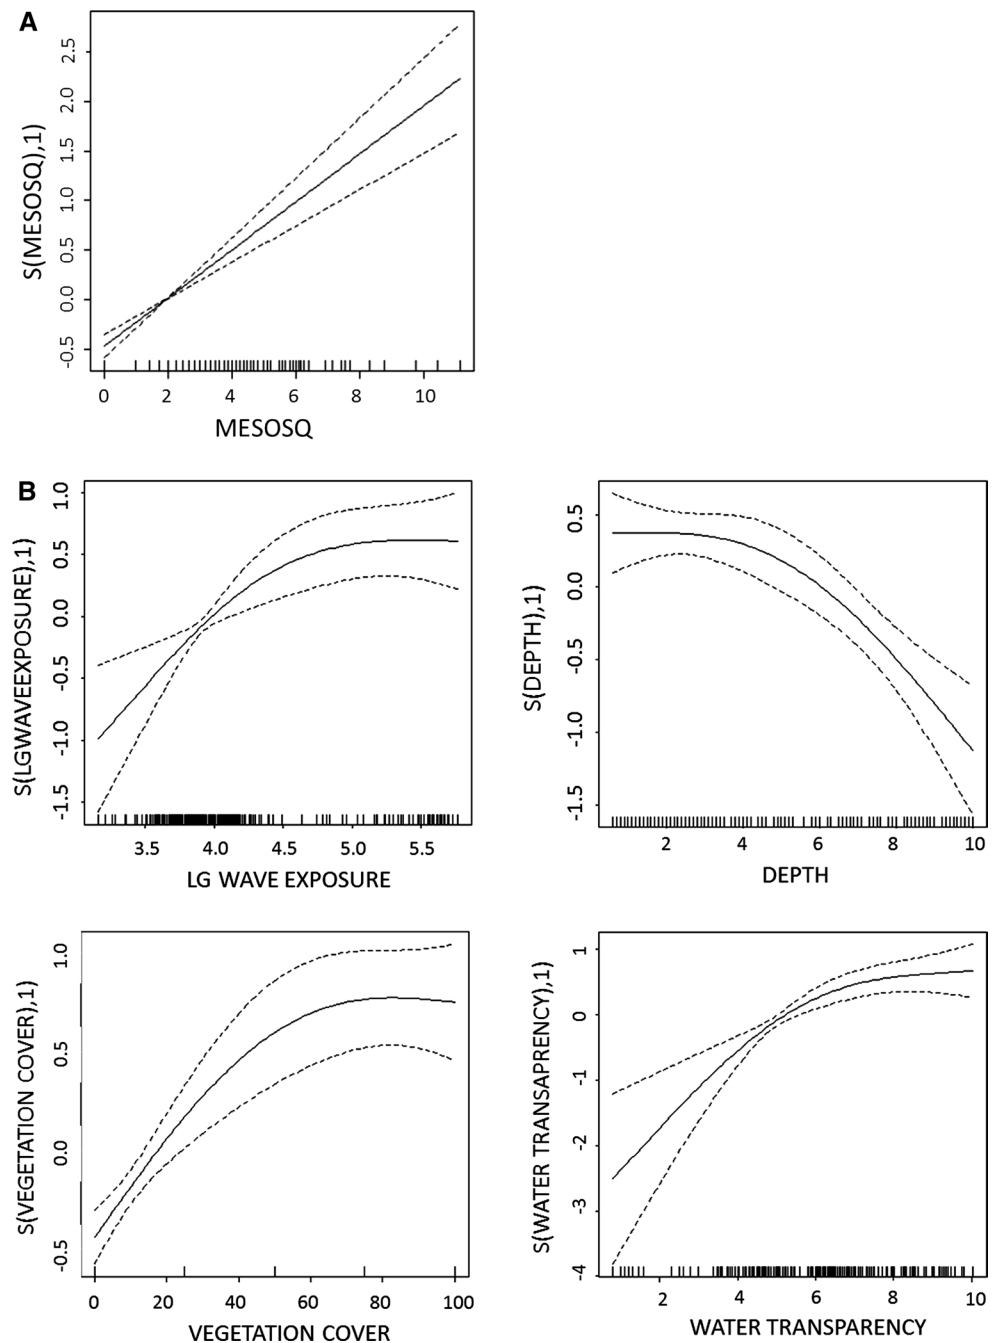 A
S(MESOSQ),1)
2.5
2.0
1.5
1.0
0.5
0.0
-0.5
0 2 4 6 8 10
MESOSQ
B
S(LGWAVEEXPOSURE),1)
1.0
0.5
0.0
-0.5
-1.0
-1.5
3.5 4.0 4.5 5.0 5.5
LG WAVE EXPOSURE
S(DEPTH),1)
0.5
0.0
-0.5
-1.0
-1.5
2 4 6 8 10
DEPTH
S(VEGETATION COVER),1)
1.0
0.5
0.0
-0.5
0 20 40 60 80 100
VEGETATION COVER
S(WATER TRANSAPRENCY),1)
1
0
-1
-2
-3
-4
2 4 6 8 10
WATER TRANSPARENCY